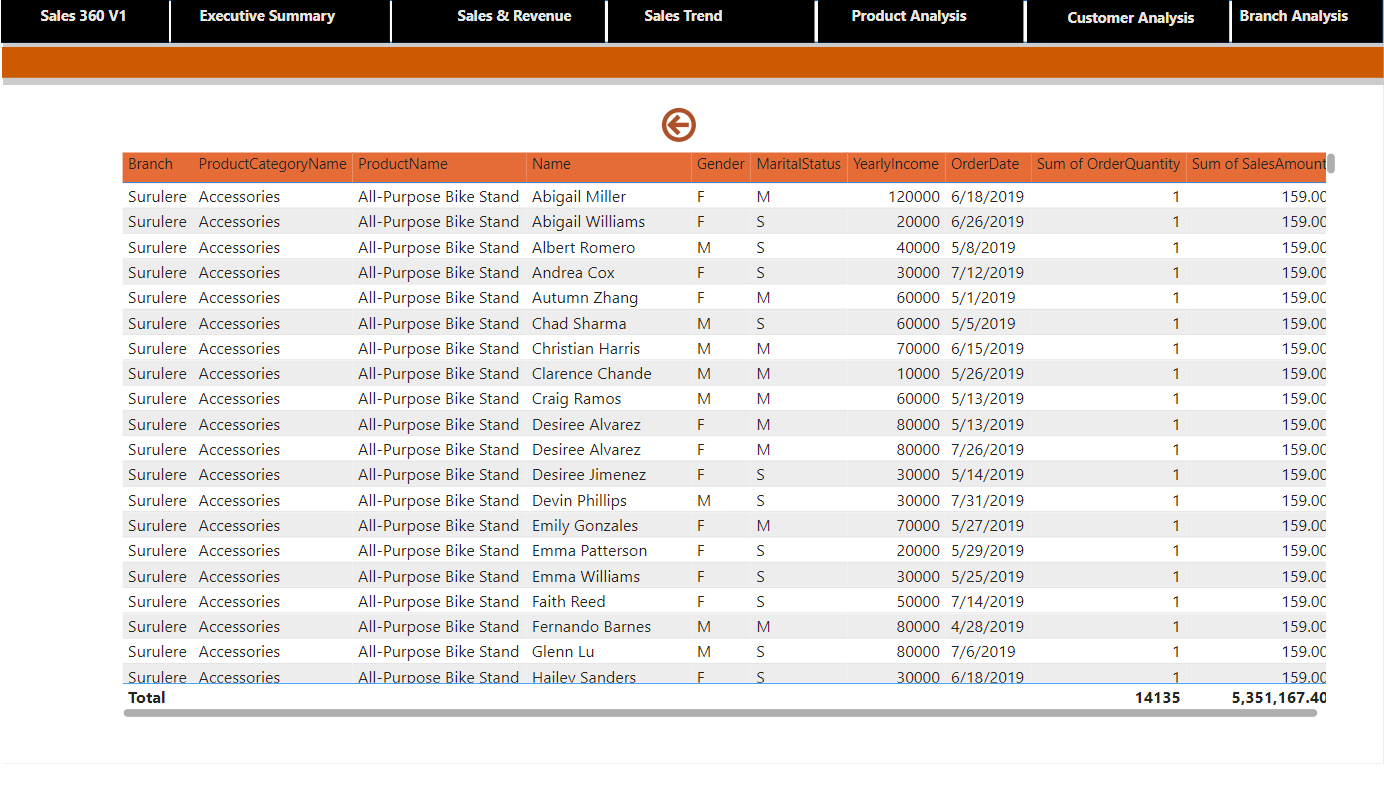 Sales 360 V1 Executive Summary Sales & Revenue Sales Trend Product Analysis Customer Analysis Branch Analysis
Branch ProductCategoryName ProductName Name Gender MaritalStatus YearlyIncome OrderDate Sum of OrderQuantity Sum of SalesAmount
Surulere Accessories All-Purpose Bike Stand Abigail Miller F M 120000 6/18/2019 1 159.00
Surulere Accessories All-Purpose Bike Stand Abigail Williams F S 20000 6/26/2019 1 159.00
Surulere Accessories All-Purpose Bike Stand Albert Romero M S 40000 5/8/2019 1 159.00
Surulere Accessories All-Purpose Bike Stand Andrea Cox F S 30000 7/12/2019 1 159.00
Surulere Accessories All-Purpose Bike Stand Autumn Zhang F M 60000 5/1/2019 1 159.00
Surulere Accessories All-Purpose Bike Stand Chad Sharma M S 60000 5/5/2019 1 159.00
Surulere Accessories All-Purpose Bike Stand Christian Harris M M 70000 6/15/2019 1 159.00
Surulere Accessories All-Purpose Bike Stand Clarence Chande M M 10000 5/26/2019 1 159.00
Surulere Accessories All-Purpose Bike Stand Craig Ramos M M 60000 5/13/2019 1 159.00
Surulere Accessories All-Purpose Bike Stand Desiree Alvarez F M 80000 5/13/2019 1 159.00
Surulere Accessories All-Purpose Bike Stand Desiree Alvarez F M 80000 7/26/2019 1 159.00
Surulere Accessories All-Purpose Bike Stand Desiree Jimenez F S 30000 5/14/2019 1 159.00
Surulere Accessories All-Purpose Bike Stand Devin Phillips M S 30000 7/31/2019 1 159.00
Surulere Accessories All-Purpose Bike Stand Emily Gonzales F M 70000 5/27/2019 1 159.00
Surulere Accessories All-Purpose Bike Stand Emma Patterson F S 20000 5/29/2019 1 159.00
Surulere Accessories All-Purpose Bike Stand Emma Williams F S 30000 5/25/2019 1 159.00
Surulere Accessories All-Purpose Bike Stand Faith Reed F S 50000 7/14/2019 1 159.00
Surulere Accessories All-Purpose Bike Stand Fernando Barnes M M 80000 4/28/2019 1 159.00
Surulere Accessories All-Purpose Bike Stand Glenn Lu M S 80000 7/6/2019 1 159.00
Surulere Accessories All-Purpose Bike Stand Hailey Sanders F S 30000 6/18/2019 1 159.00
Total 14135 5,351,167.40